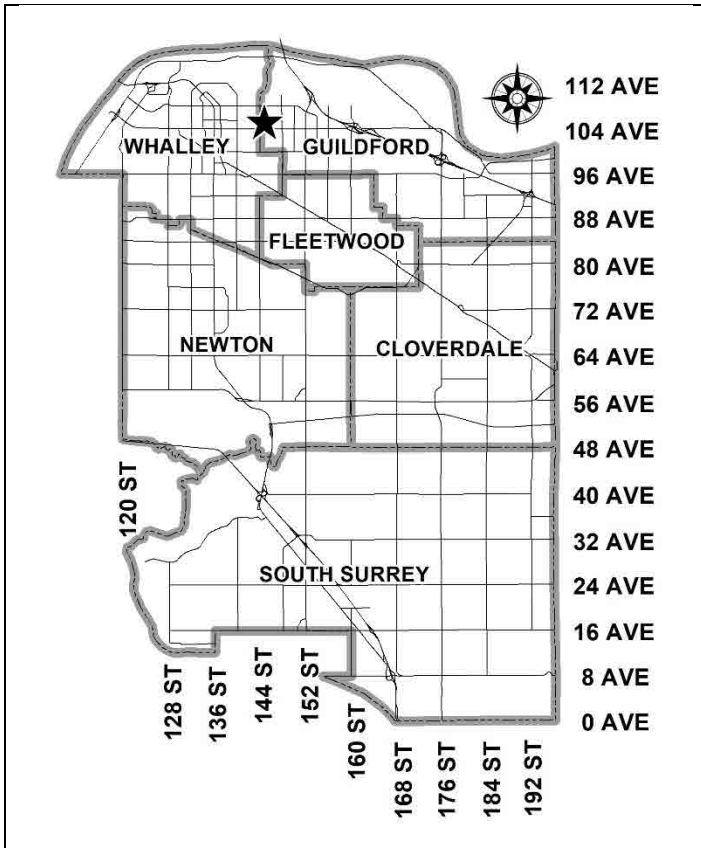 112 AVE
104 AVE
WHALLEY
GUILDFORD
96 AVE
88 AVE
FLEETWOOD
80 AVE
72 AVE
NEWTON
CLOVERDALE
64 AVE
56 AVE
48 AVE
120 ST
40 AVE
32 AVE
SOUTH SURREY
24 AVE
16 AVE
8 AVE
0 AVE
128 ST
136 ST
144 ST
152 ST
160 ST
168 ST
176 ST
184 ST
192 ST